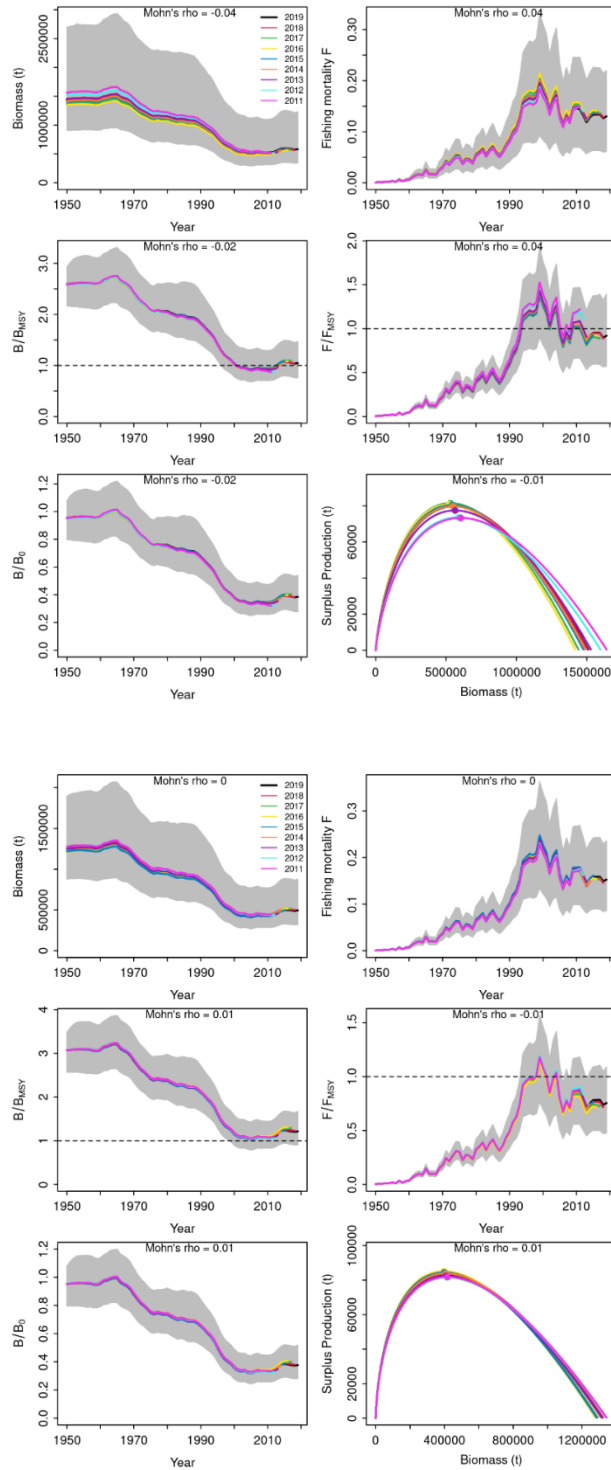 Mohn's rho = -0.04
Biomass (t)
0 1000000 2500000
1950 1970 1990 2010
Year
2019
2018
2017
2016
2015
2014
2013
2012
2011
Mohn's rho = 0.04
Fishing mortality F
0.00 0.10 0.20 0.30
1950 1970 1990 2010
Year
Mohn's rho = -0.02
B/BMSY
0.0 1.0 2.0 3.0
1950 1970 1990 2010
Year
Mohn's rho = 0.04
F/FMSY
0.0 0.5 1.0 1.5 2.0
1950 1970 1990 2010
Year
Mohn's rho = -0.02
B/B0
0.0 0.2 0.4 0.6 0.8 1.0 1.2
1950 1970 1990 2010
Year
Mohn's rho = -0.01
Surplus Production (t)
0 20000 60000
0 500000 1000000 1500000
Biomass (t)
Mohn's rho = 0
Biomass (t)
0 500000 1500000
1950 1970 1990 2010
Year
2019
2018
2017
2016
2015
2014
2013
2012
2011
Mohn's rho = 0
Fishing mortality F
0.0 0.1 0.2 0.3
1950 1970 1990 2010
Year
Mohn's rho = 0.01
B/BMSY
0 1 2 3 4
1950 1970 1990 2010
Year
Mohn's rho = -0.01
F/FMSY
0.0 0.5 1.0 1.5
1950 1970 1990 2010
Year
Mohn's rho = 0.01
B/B0
0.0 0.2 0.4 0.6 0.8 1.0 1.2
1950 1970 1990 2010
Year
Mohn's rho = 0.01
Surplus Production (t)
0 20000 60000 100000
0 400000 800000 1200000
Biomass (t)